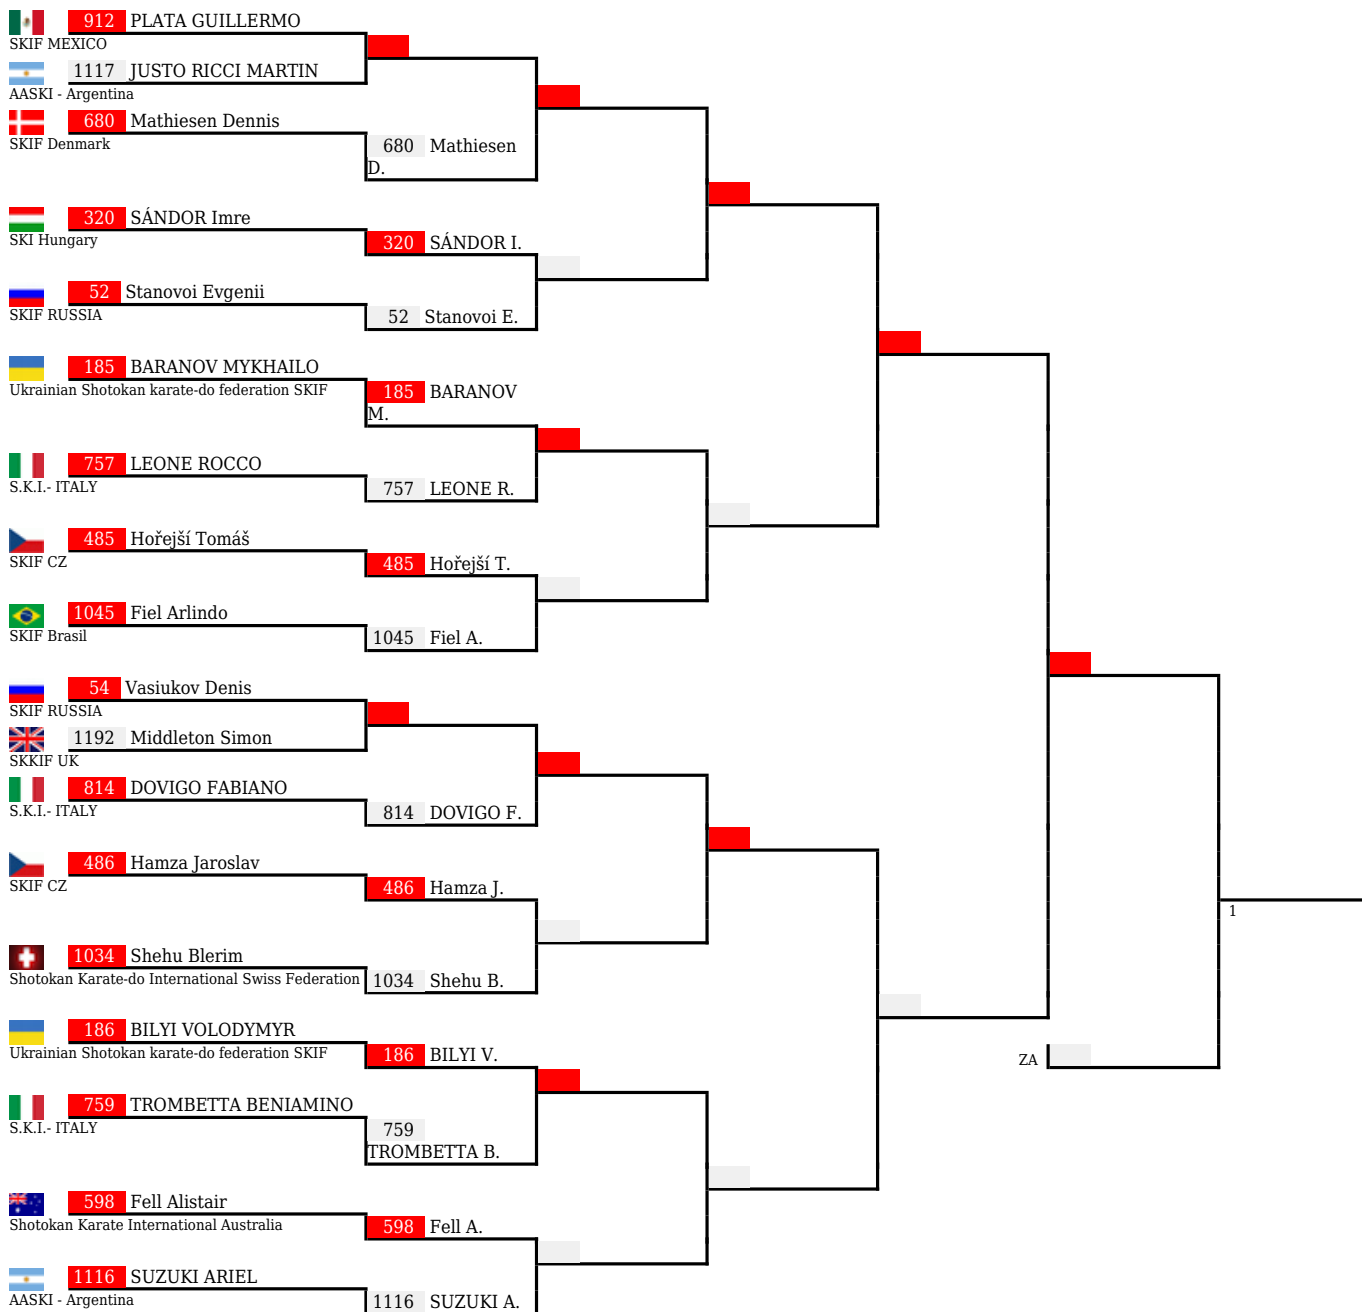 912 PLATA GUILLERMO
SKIF MEXICO
1117 JUSTO RICCI MARTIN
AASKI - Argentina
680 Mathiesen Dennis
SKIF Denmark
680 Mathiesen
D.
320 SÁNDOR Imre
SKI Hungary
320 SÁNDOR I.
52 Stanovoi Evgenii
SKIF RUSSIA
52 Stanovoi E.
185 BARANOV MYKHAILO
Ukrainian Shotokan karate-do federation SKIF
185 BARANOV
M.
757 LEONE ROCCO
S.K.I.- ITALY
757 LEONE R.
485 Hořejší Tomáš
SKIF CZ
485 Hořejší T.
1045 Fiel Arlindo
SKIF Brasil
1045 Fiel A.
54 Vasiukov Denis
SKIF RUSSIA
1192 Middleton Simon
SKKIF UK
814 DOVIGO FABIANO
S.K.I.- ITALY
814 DOVIGO F.
486 Hamza Jaroslav
SKIF CZ
486 Hamza J.
1
1034 Shehu Blerim
Shotokan Karate-do International Swiss Federation
1034 Shehu B.
186 BILYI VOLODYMYR
Ukrainian Shotokan karate-do federation SKIF
186 BILYI V.
ZA
759 TROMBETTA BENIAMINO
S.K.I.- ITALY
759
TROMBETTA B.
598 Fell Alistair
Shotokan Karate International Australia
598 Fell A.
1116 SUZUKI ARIEL
AASKI - Argentina
1116 SUZUKI A.